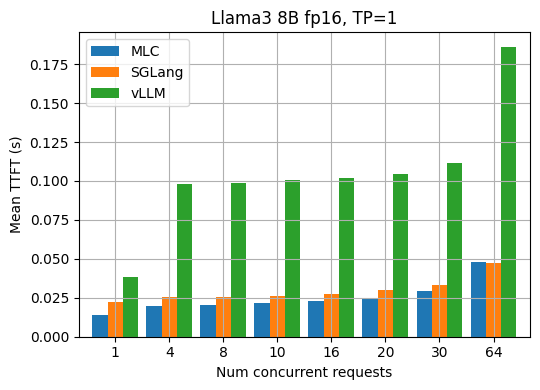 Llama3 8B fp16, TP=1
MLC
SGLang
vLLM
Mean TTFT (s)
0.175
0.150
0.125
0.100
0.075
0.050
0.025
0.000
1 4 8 10 16 20 30 64
Num concurrent requests